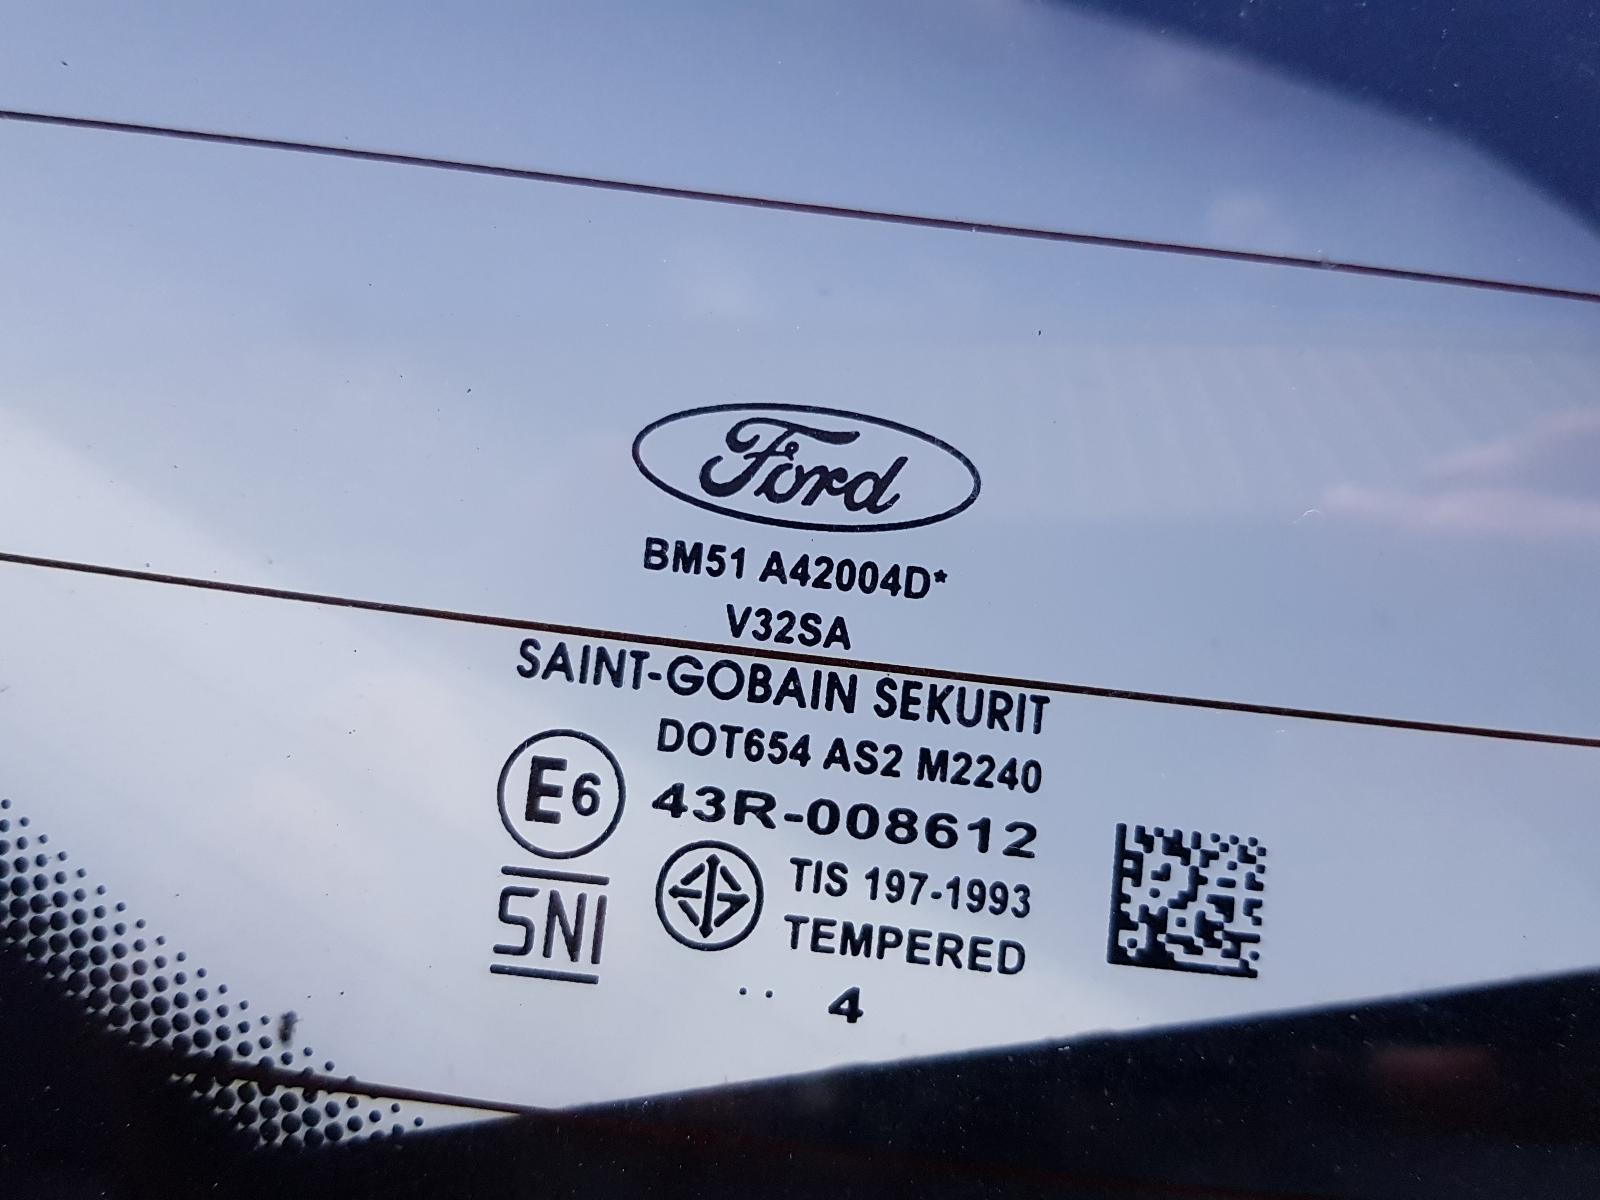 Ford
BM51 A42004D*
V32SA
SAINT-GOBAIN SEKURIT
DOT654 AS2 M2240
E6 43R-008612
SNI
TIS 197-1993
TEMPERED
.. 4